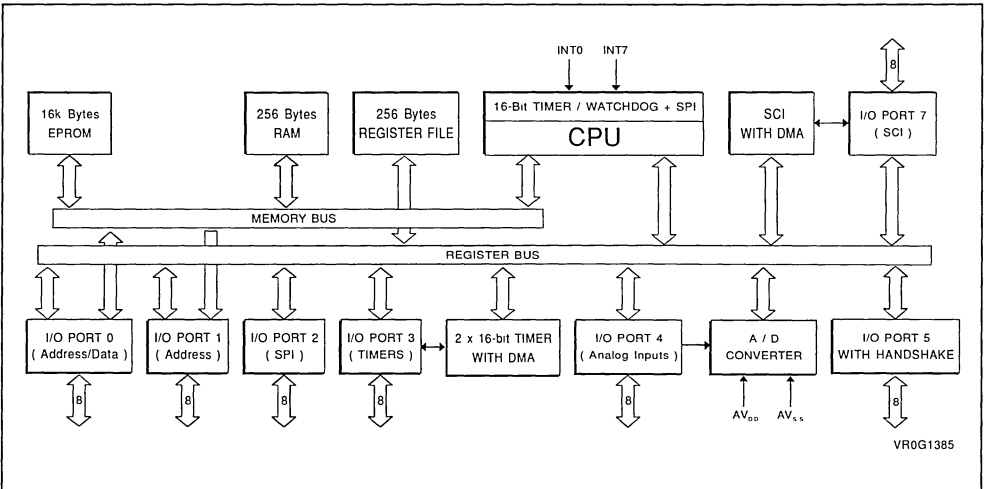 INT0 INT7
8
16k Bytes
EPROM
256 Bytes
RAM
256 Bytes
REGISTER FILE
16-Bit TIMER / WATCHDOG + SPI
CPU
SCI
WITH DMA
I/O PORT 7
( SCI )
MEMORY BUS
REGISTER BUS
I/O PORT 0
( Address/Data )
I/O PORT 1
( Address )
I/O PORT 2
( SPI )
I/O PORT 3
( TIMERS )
2 x 16-bit TIMER
WITH DMA
I/O PORT 4
( Analog Inputs )
A / D
CONVERTER
I/O PORT 5
WITH HANDSHAKE
8 8 8 8 8 8
AVDD AVSS
VR0G1385